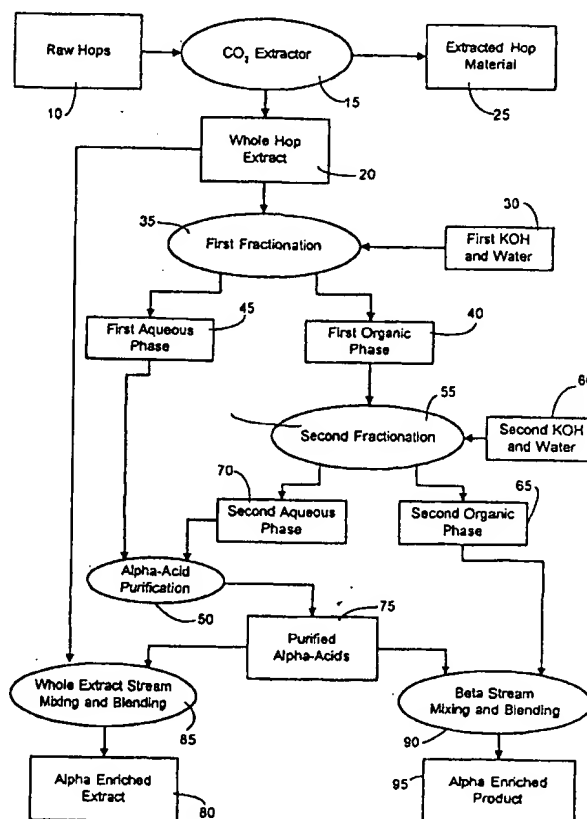 Raw Hops
10
CO₂ Extractor
15
Extracted Hop
Material
25
Whole Hop
Extract
20
35
First Fractionation
30
First KOH
and Water
45
First Aqueous
Phase
40
First Organic
Phase
55
Second Fractionation
60
Second KOH
and Water
70
Second Aqueous
Phase
65
Second Organic
Phase
Alpha-Acid
Purification
50
75
Purified
Alpha-Acids
Whole Extract Stream
Mixing and Blending
85
Beta Stream
Mixing and Blending
90
Alpha Enriched
Extract
80
95
Alpha Enriched
Product